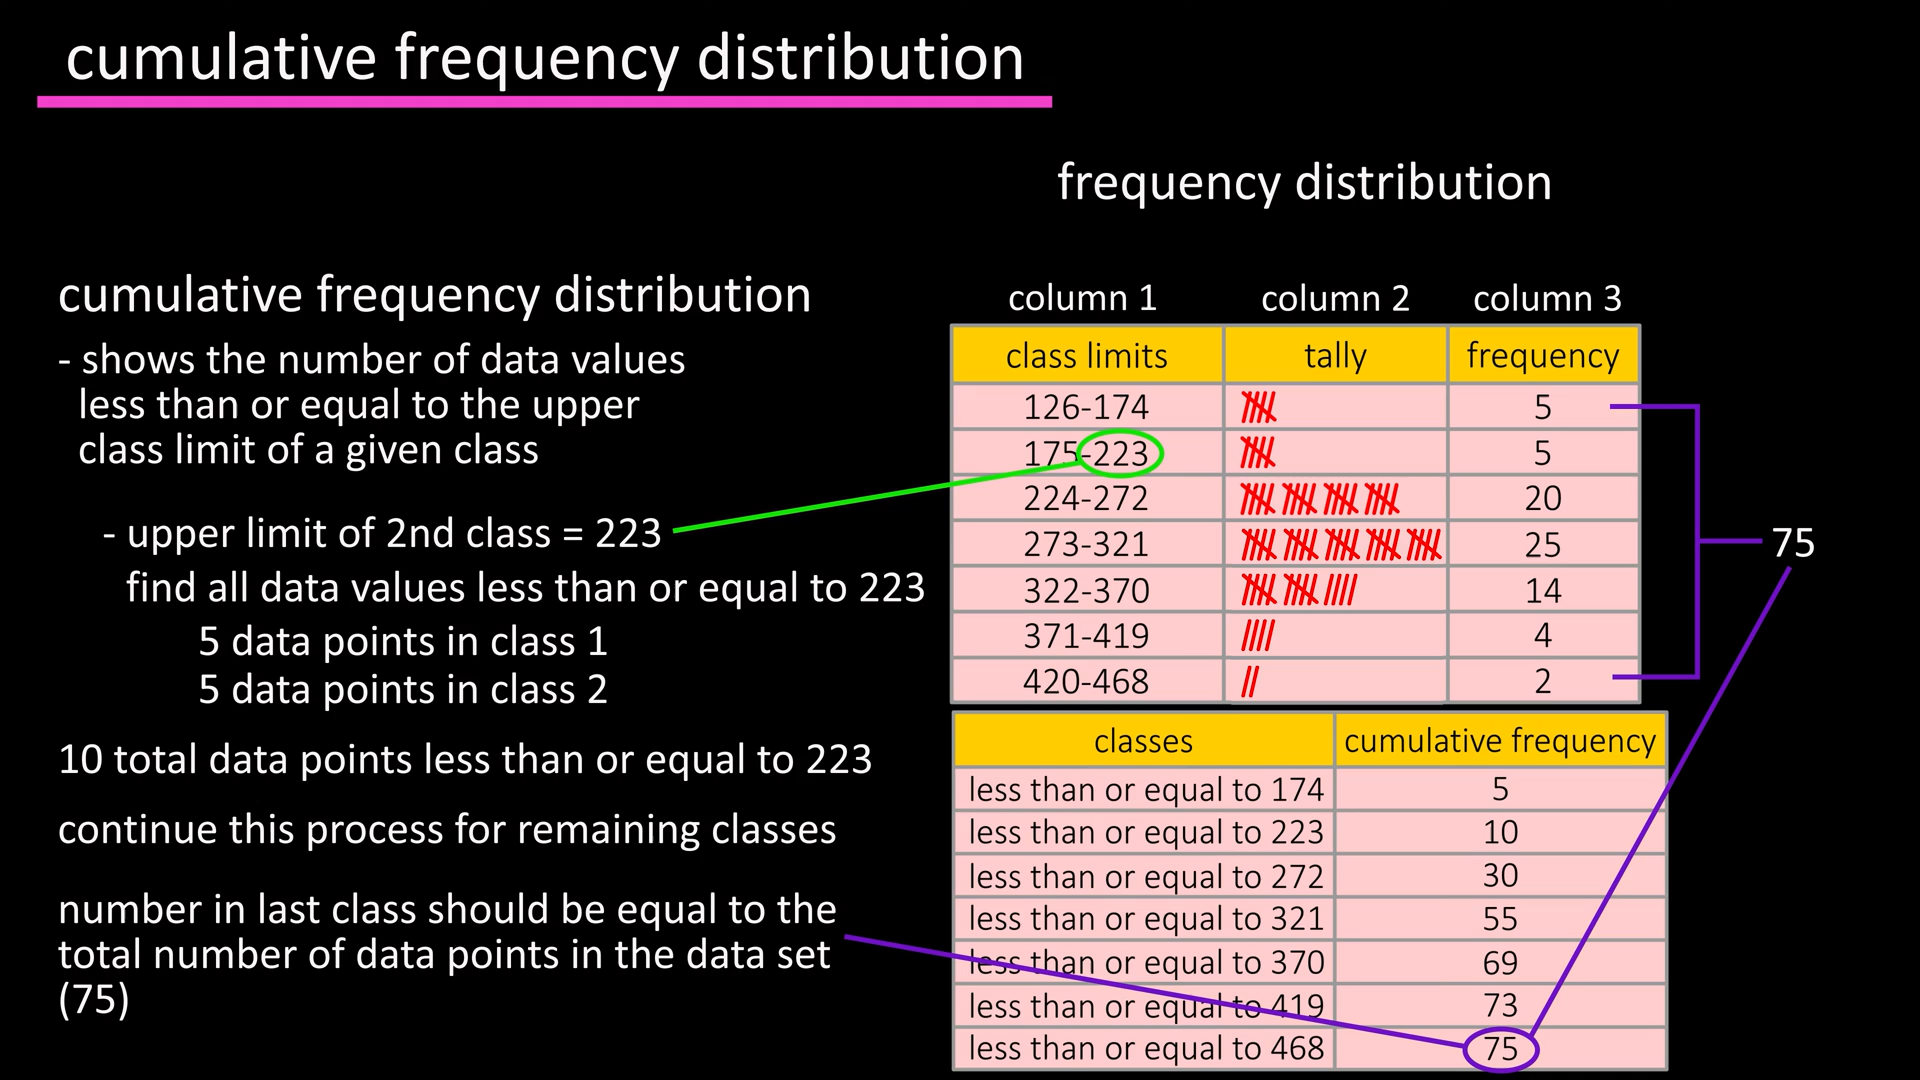 cumulative frequency distribution
frequency distribution
cumulative frequency distribution
- shows the number of data values
less than or equal to the upper
class limit of a given class
- upper limit of 2nd class = 223
find all data values less than or equal to 223
5 data points in class 1
5 data points in class 2
10 total data points less than or equal to 223
continue this process for remaining classes
number in last class should be equal to the
total number of data points in the data set
(75)
column 1 column 2 column 3
class limits tally frequency
126-174 5
175-223 5
224-272 20
273-321 25
322-370 14
371-419 4
420-468 2
75
classes cumulative frequency
less than or equal to 174 5
less than or equal to 223 10
less than or equal to 272 30
less than or equal to 321 55
less than or equal to 370 69
less than or equal to 419 73
less than or equal to 468 75